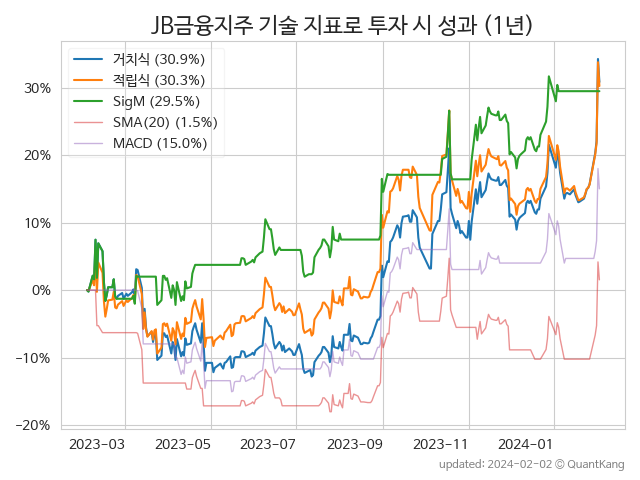 JB금융지주 기술 지표로 투자 시 성과 (1년)
거치식 (30.9%)
적립식 (30.3%)
SigM (29.5%)
SMA(20) (1.5%)
MACD (15.0%)
30%
20%
10%
0%
−10%
−20%
2023-03 2023-05 2023-07 2023-09 2023-11 2024-01
updated: 2024-02-02 © QuantKang